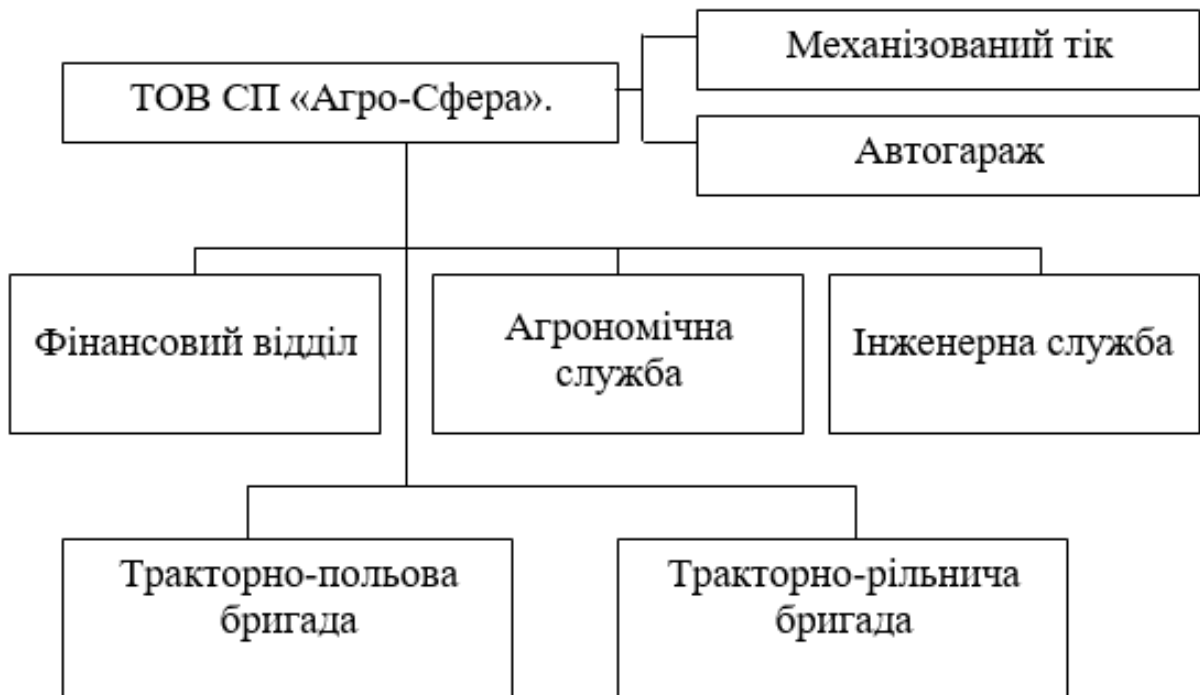 Механізований тік
ТОВ СП «Агро-Сфера».
Автогараж
Фінансовий відділ
Агрономічна
служба
Інженерна служба
Тракторно-польова
бригада
Тракторно-рільнича
бригада